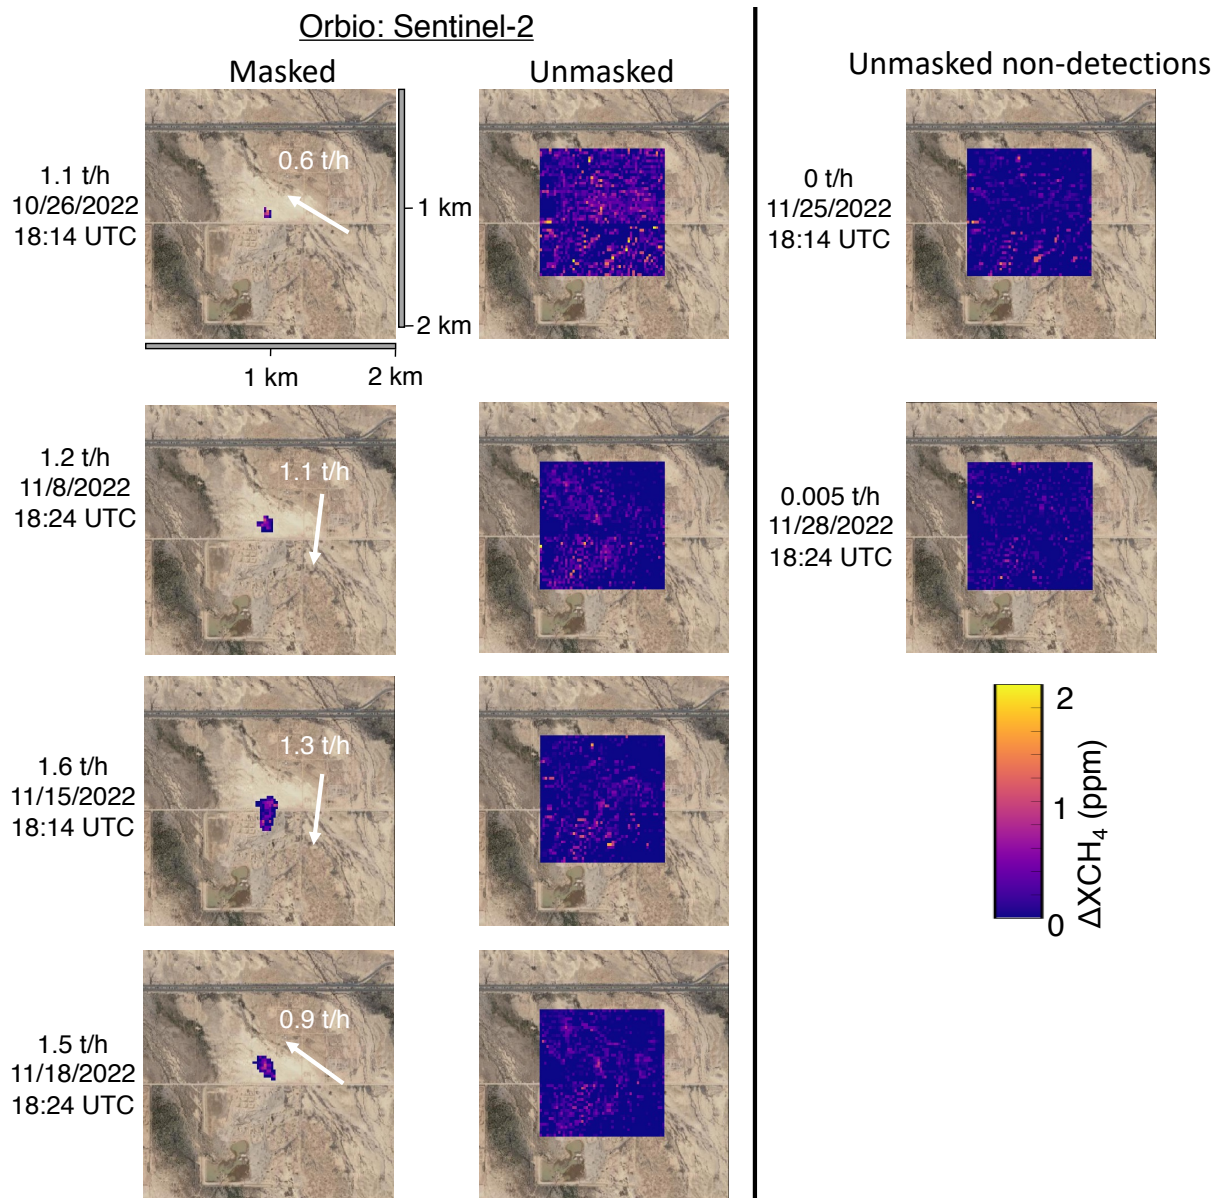 Orbio: Sentinel-2
Masked
Unmasked
Unmasked non-detections
1.1 t/h
10/26/2022
18:14 UTC
0.6 t/h
1 km
2 km
1 km
2 km
0 t/h
11/25/2022
18:14 UTC
1.2 t/h
11/8/2022
18:24 UTC
1.1 t/h
0.005 t/h
11/28/2022
18:24 UTC
1.6 t/h
11/15/2022
18:14 UTC
1.3 t/h
2
1
0
ΔXCH₄ (ppm)
1.5 t/h
11/18/2022
18:24 UTC
0.9 t/h